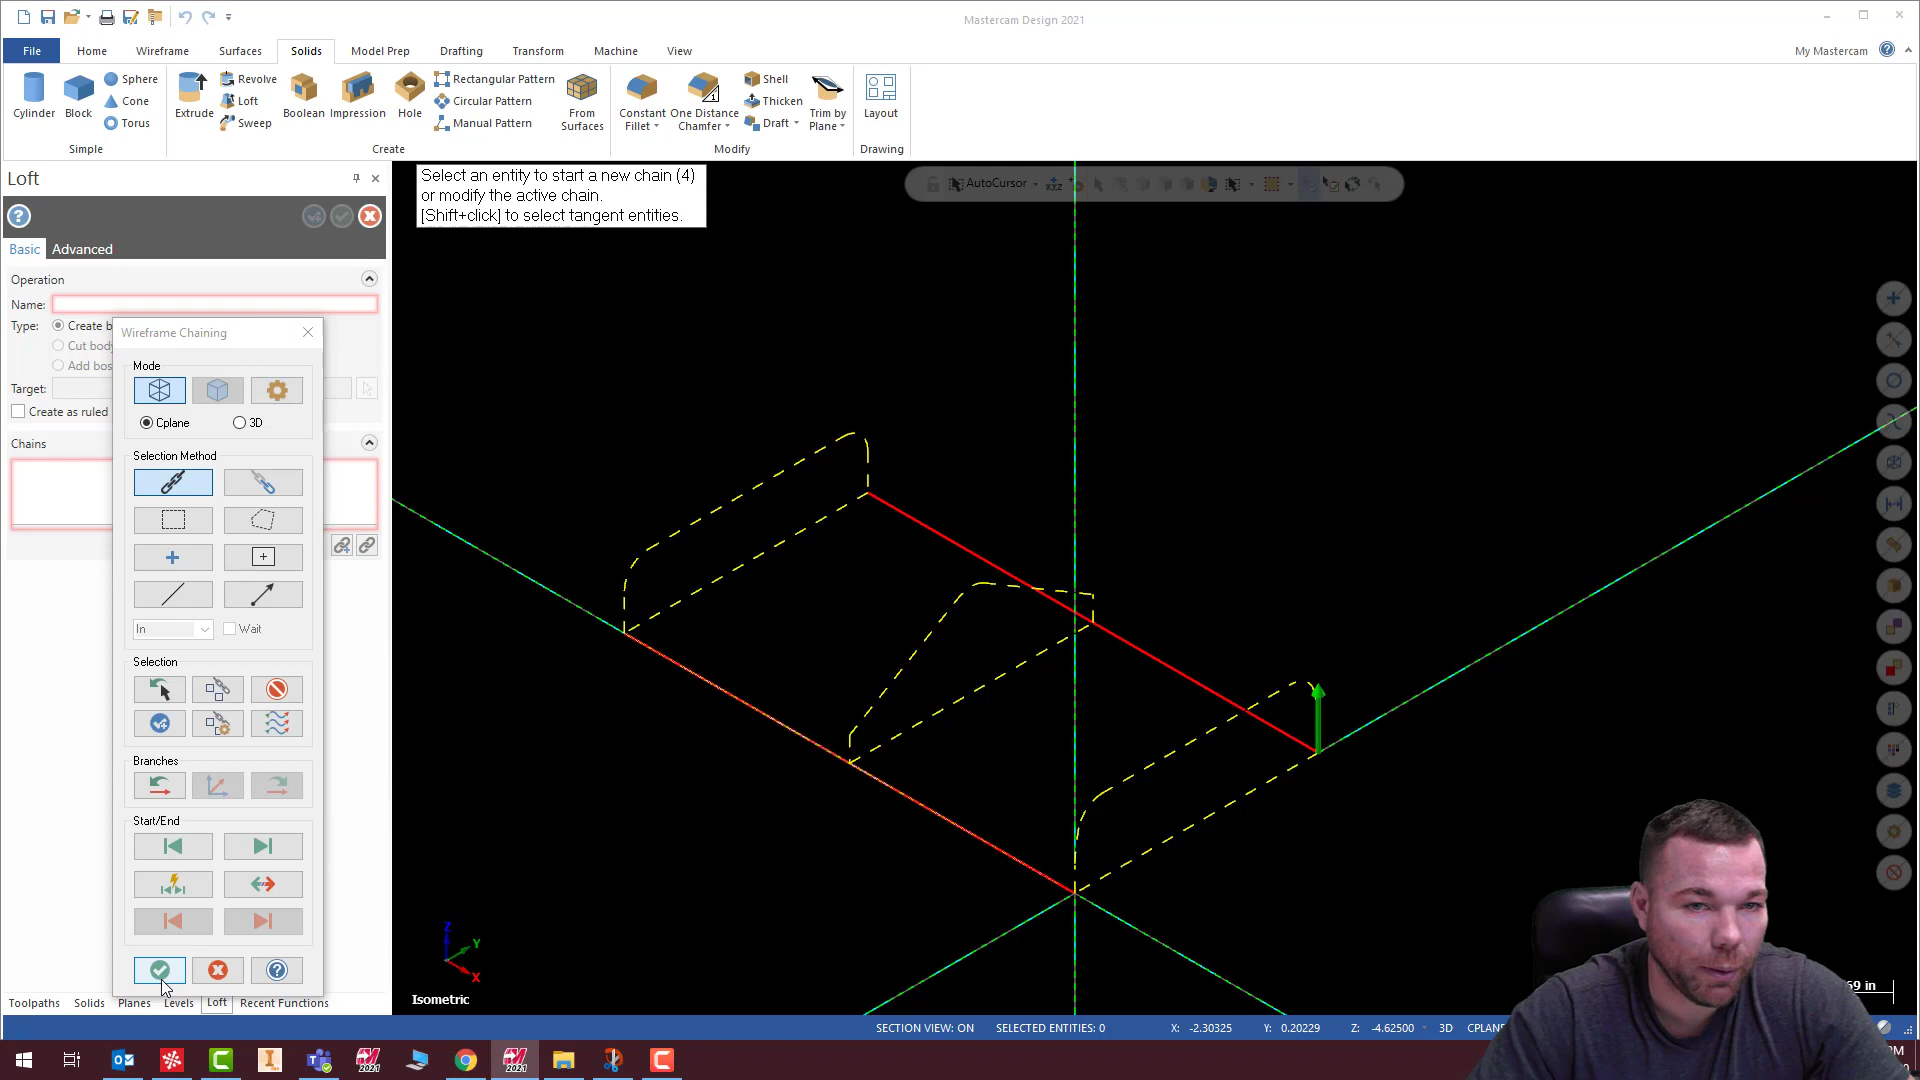 Mastercam Design 2021
File Home Wireframe Surfaces Solids Model Prep Drafting Transform Machine View
My Mastercam
Cylinder Block Sphere Cone Torus
Simple
Extrude Revolve Loft Sweep Boolean Impression Hole Rectangular Pattern Circular Pattern Manual Pattern From Surfaces
Create
Constant Fillet One Distance Chamfer Shell Thicken Draft Trim by Plane
Modify
Layout
Drawing
Loft
Basic Advanced
Operation
Name:
Type: Create b
Cut body
Add bos
Target:
Create as ruled
Chains
Wireframe Chaining
Mode
Cplane 3D
Selection Method
In Wait
Selection
Branches
Start/End
Toolpaths Solids Planes Levels Loft Recent Functions
Select an entity to start a new chain (4)
or modify the active chain.
[Shift+click] to select tangent entities.
AutoCursor
Z
Y
X
Isometric
69 in
SECTION VIEW: ON SELECTED ENTITIES: 0 X: -2.30325 Y: 0.20229 Z: -4.62500 3D CPLANE
2021 2021
PM